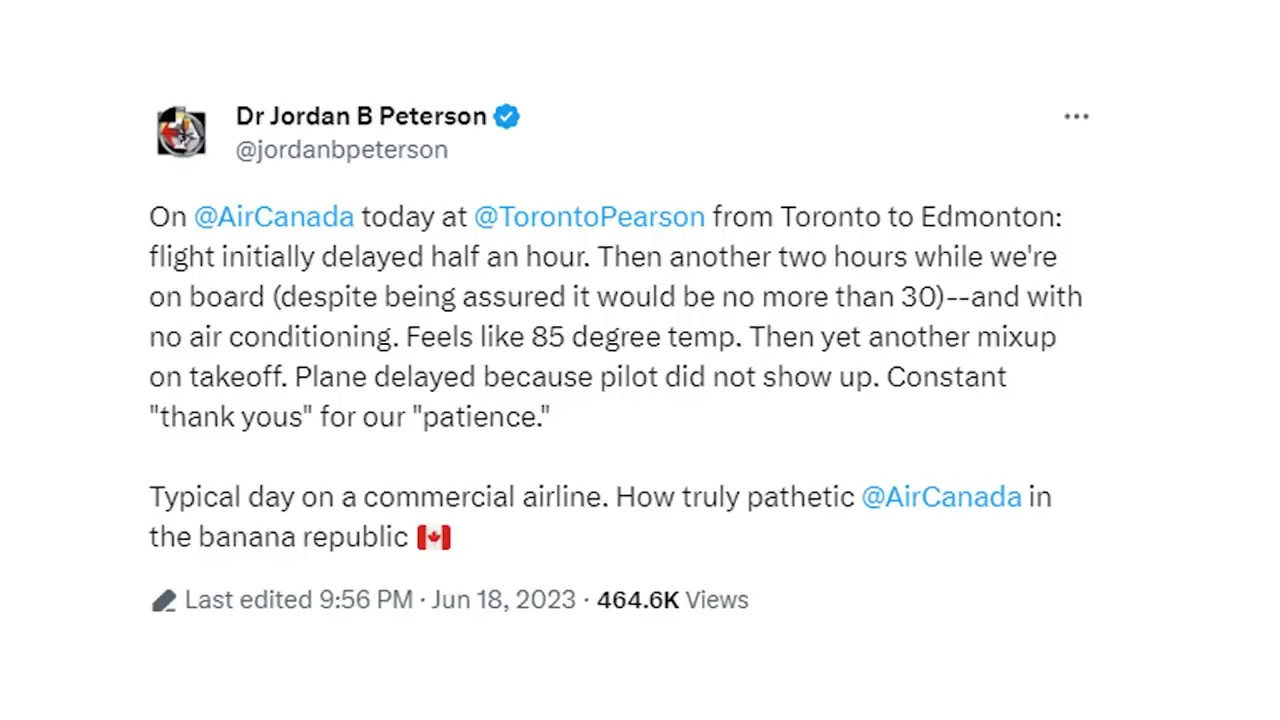 Dr Jordan B Peterson
@jordanbpeterson
On @AirCanada today at @TorontoPearson from Toronto to Edmonton:
flight initially delayed half an hour. Then another two hours while we're
on board (despite being assured it would be no more than 30)--and with
no air conditioning. Feels like 85 degree temp. Then yet another mixup
on takeoff. Plane delayed because pilot did not show up. Constant
"thank yous" for our "patience."
Typical day on a commercial airline. How truly pathetic @AirCanada in
the banana republic 🇨🇦
Last edited 9:56 PM · Jun 18, 2023 · 464.6K Views